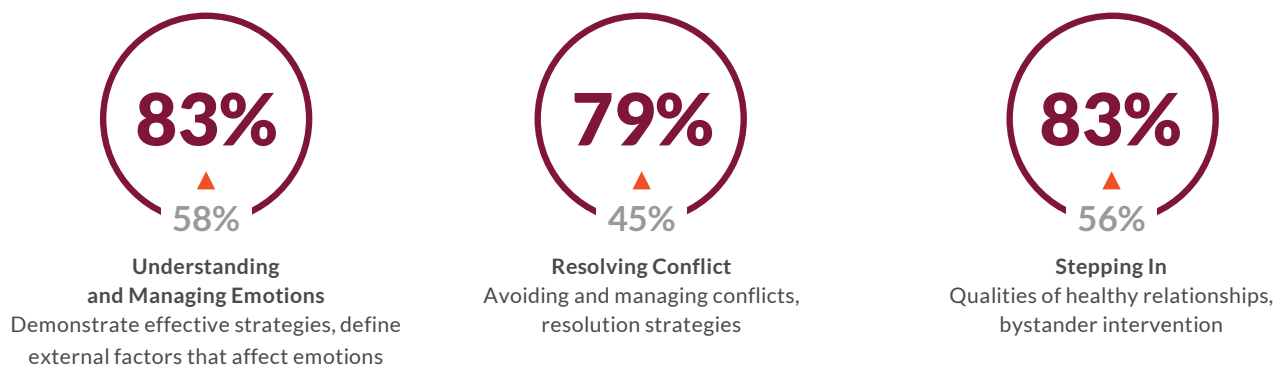 83%
58%
Understanding
and Managing Emotions
Demonstrate effective strategies, define
external factors that affect emotions
79%
45%
Resolving Conflict
Avoiding and managing conflicts,
resolution strategies
83%
56%
Stepping In
Qualities of healthy relationships,
bystander intervention